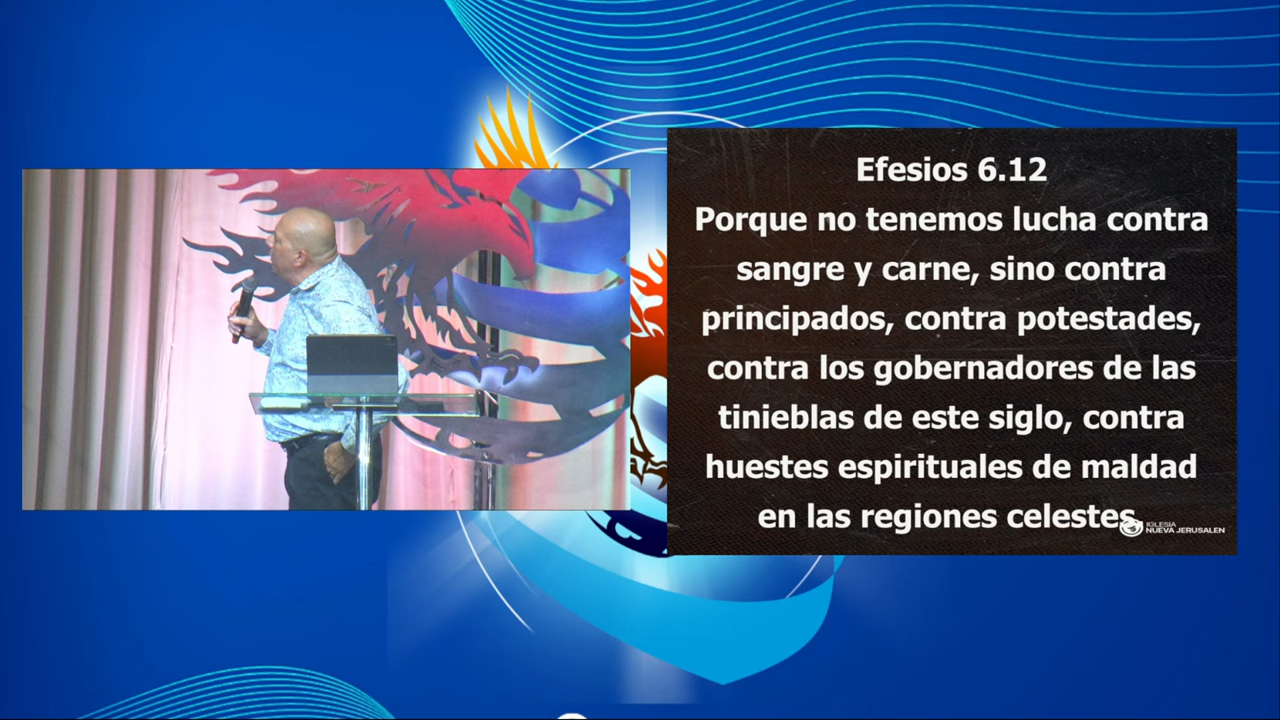 Efesios 6.12
Porque no tenemos lucha contra
sangre y carne, sino contra
principados, contra potestades,
contra los gobernadores de las
tinieblas de este siglo, contra
huestes espirituales de maldad
en las regiones celestes
IGLESIA
NUEVA JERUSALEN